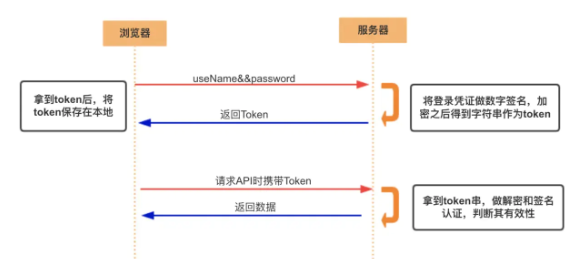 浏览器
服务器
useName&&password
拿到token后，将
token保存在本地
将登录凭证做数字签名，加
密之后得到字符串作为token
返回Token
请求API时携带Token
拿到token串，做解密和签名
认证，判断其有效性
返回数据